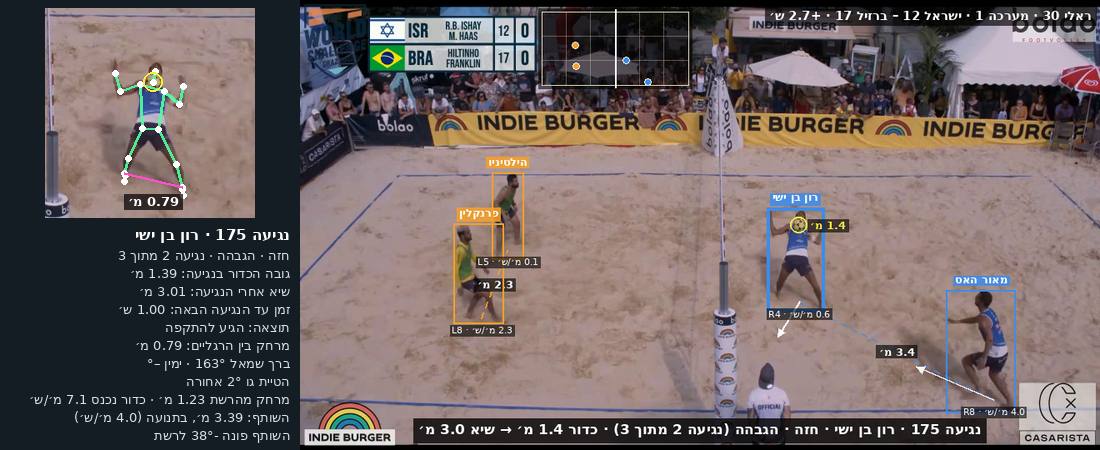 ראלי 30 · מערכה 1 · ישראל 12 – ברזיל 17 · +2.7 ש׳
ISR R.B. ISHAY M. HAAS 12 0
BRA HILTINHO FRANKLIN 17 0
bolao
FOOTVOLLEY
INDIE BURGER
CASARISTA
bolao
INDIE BURGER
INDIE BURGER
0.79 מ׳
נגיעה 175 · רון בן ישי
חזה · הגבהה · נגיעה 2 מתוך 3
גובה הכדור בנגיעה: 1.39 מ׳
שיא אחרי הנגיעה: 3.01 מ׳
זמן עד הנגיעה הבאה: 1.00 ש׳
תוצאה: הגיע להתקפה
מרחק בין הרגליים: 0.79 מ׳
ברך שמאל 163° · ימין –°
הטיית גו 2° אחורה
מרחק מהרשת 1.23 מ׳ · כדור נכנס 7.1 מ׳/ש׳
השותף: 3.39 מ׳, בתנועה (4.0 מ׳/ש׳)
השותף פונה -38° לרשת
הילטיניו
פרנקלין
L5 · 0.1 מ׳/ש׳
2.3 מ׳
L8 · 2.3 מ׳/ש׳
רון בן ישי
1.4 מ׳
R4 · 0.6 מ׳/ש׳
מאור האס
3.4 מ׳
R8 · 4.0 מ׳/ש׳
OFFICIAL
INDIE BURGER
CASARISTA
נגיעה 175 · רון בן ישי · חזה · הגבהה (נגיעה 2 מתוך 3) · כדור 1.4 מ׳ → שיא 3.0 מ׳